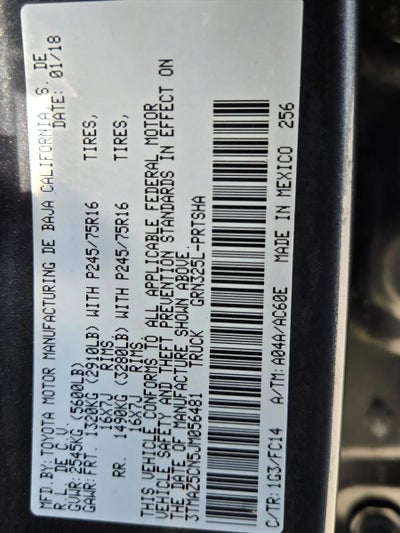 MFD.BY:TOYOTA MOTOR MANUFACTURING DE BAJA CALIFORNIA S. DE
R.L. DE C.V. DATE: 01/18
GVWR: 2545KG (5600LB)
GAWR: FRT. 1320KG (2910LB) WITH P245/75R16 TIRES,
16X7J RIMS,
RR. 1490KG (3280LB) WITH P245/75R16 TIRES,
16X7J RIMS,
THIS VEHICLE CONFORMS TO ALL APPLICABLE FEDERAL MOTOR
VEHICLE SAFETY AND THEFT PREVENTION STANDARDS IN EFFECT ON
THE DATE OF MANUFACTURE SHOWN ABOVE.
3TMAZ5CN5JM056481 TRUCK GRN325L-PRTSHA
C/TR: 1G3/FC14 A/TM: A04A/AC60E MADE IN MEXICO 256